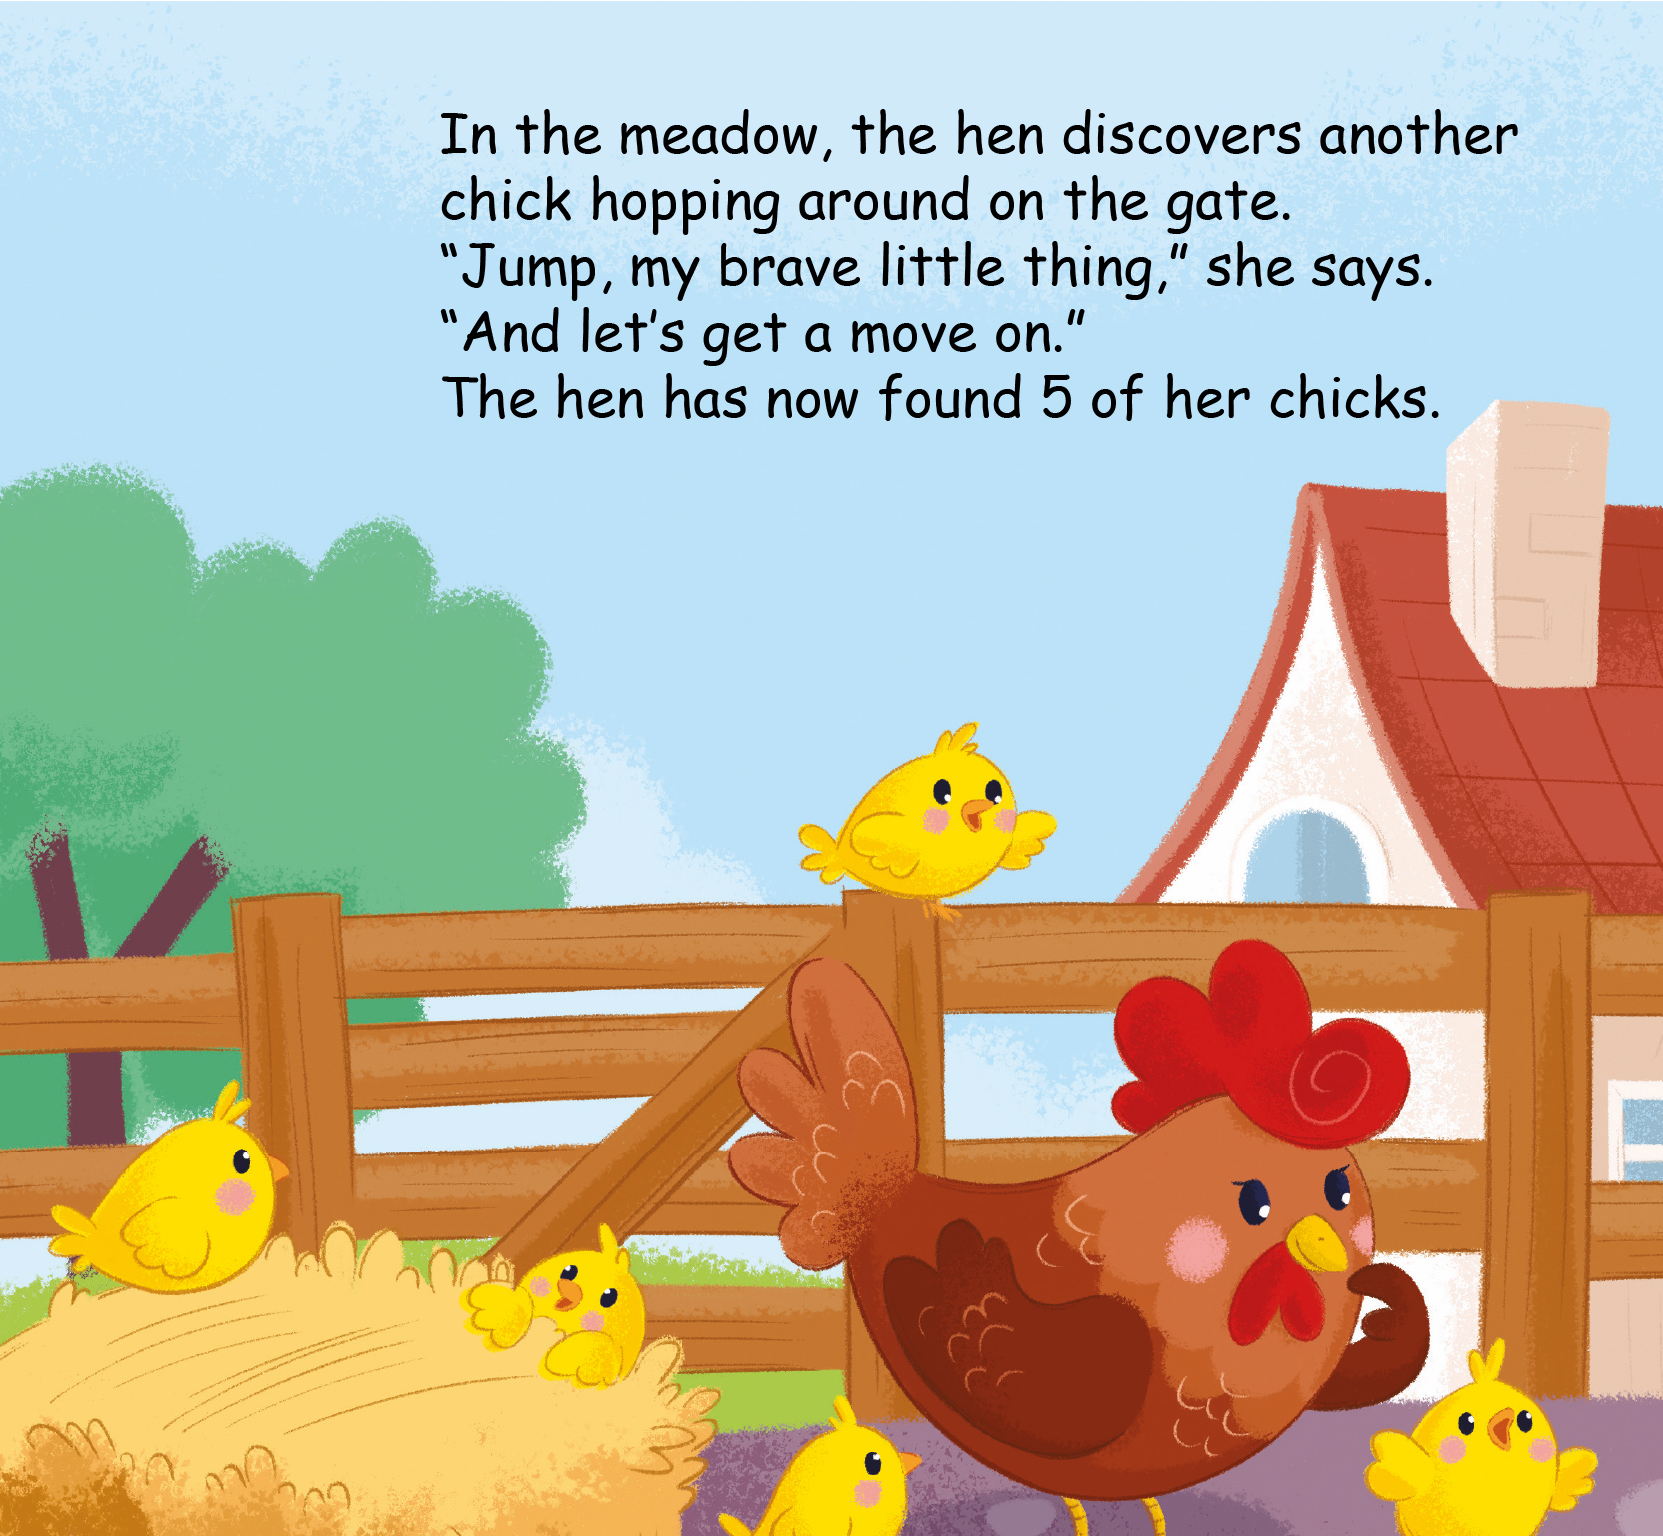 In the meadow, the hen discovers another
chick hopping around on the gate.
“Jump, my brave little thing,” she says.
“And let’s get a move on.”
The hen has now found 5 of her chicks.